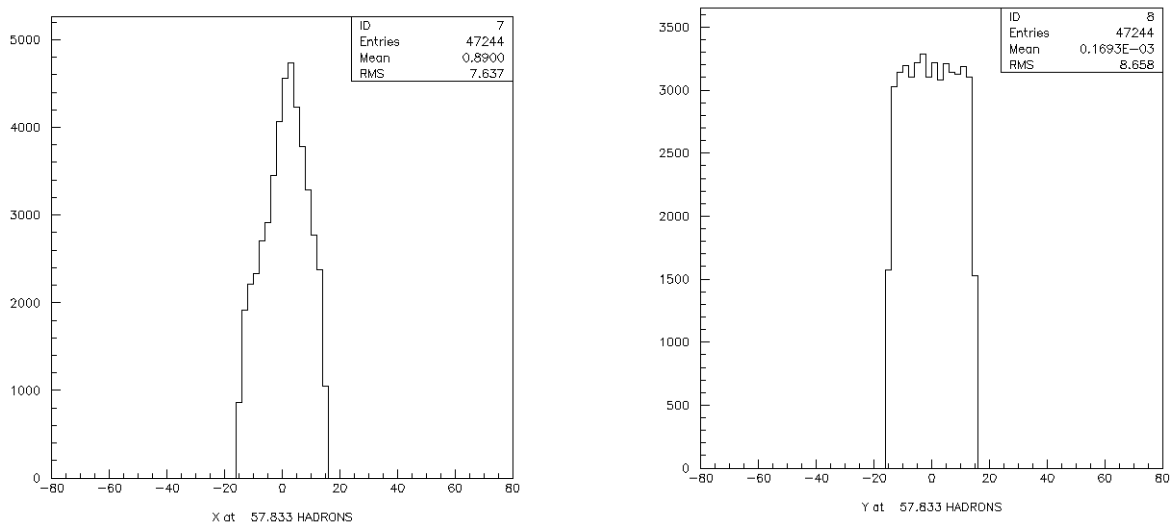 ID 7
Entries 47244
Mean 0.8900
RMS 7.637
5000
4000
3000
2000
1000
0
−80 −60 −40 −20 0 20 40 60 80
X at 57.833 HADRONS
ID 8
Entries 47244
Mean 0.1693E−03
RMS 8.658
3500
3000
2500
2000
1500
1000
500
0
−80 −60 −40 −20 0 20 40 60 80
Y at 57.833 HADRONS